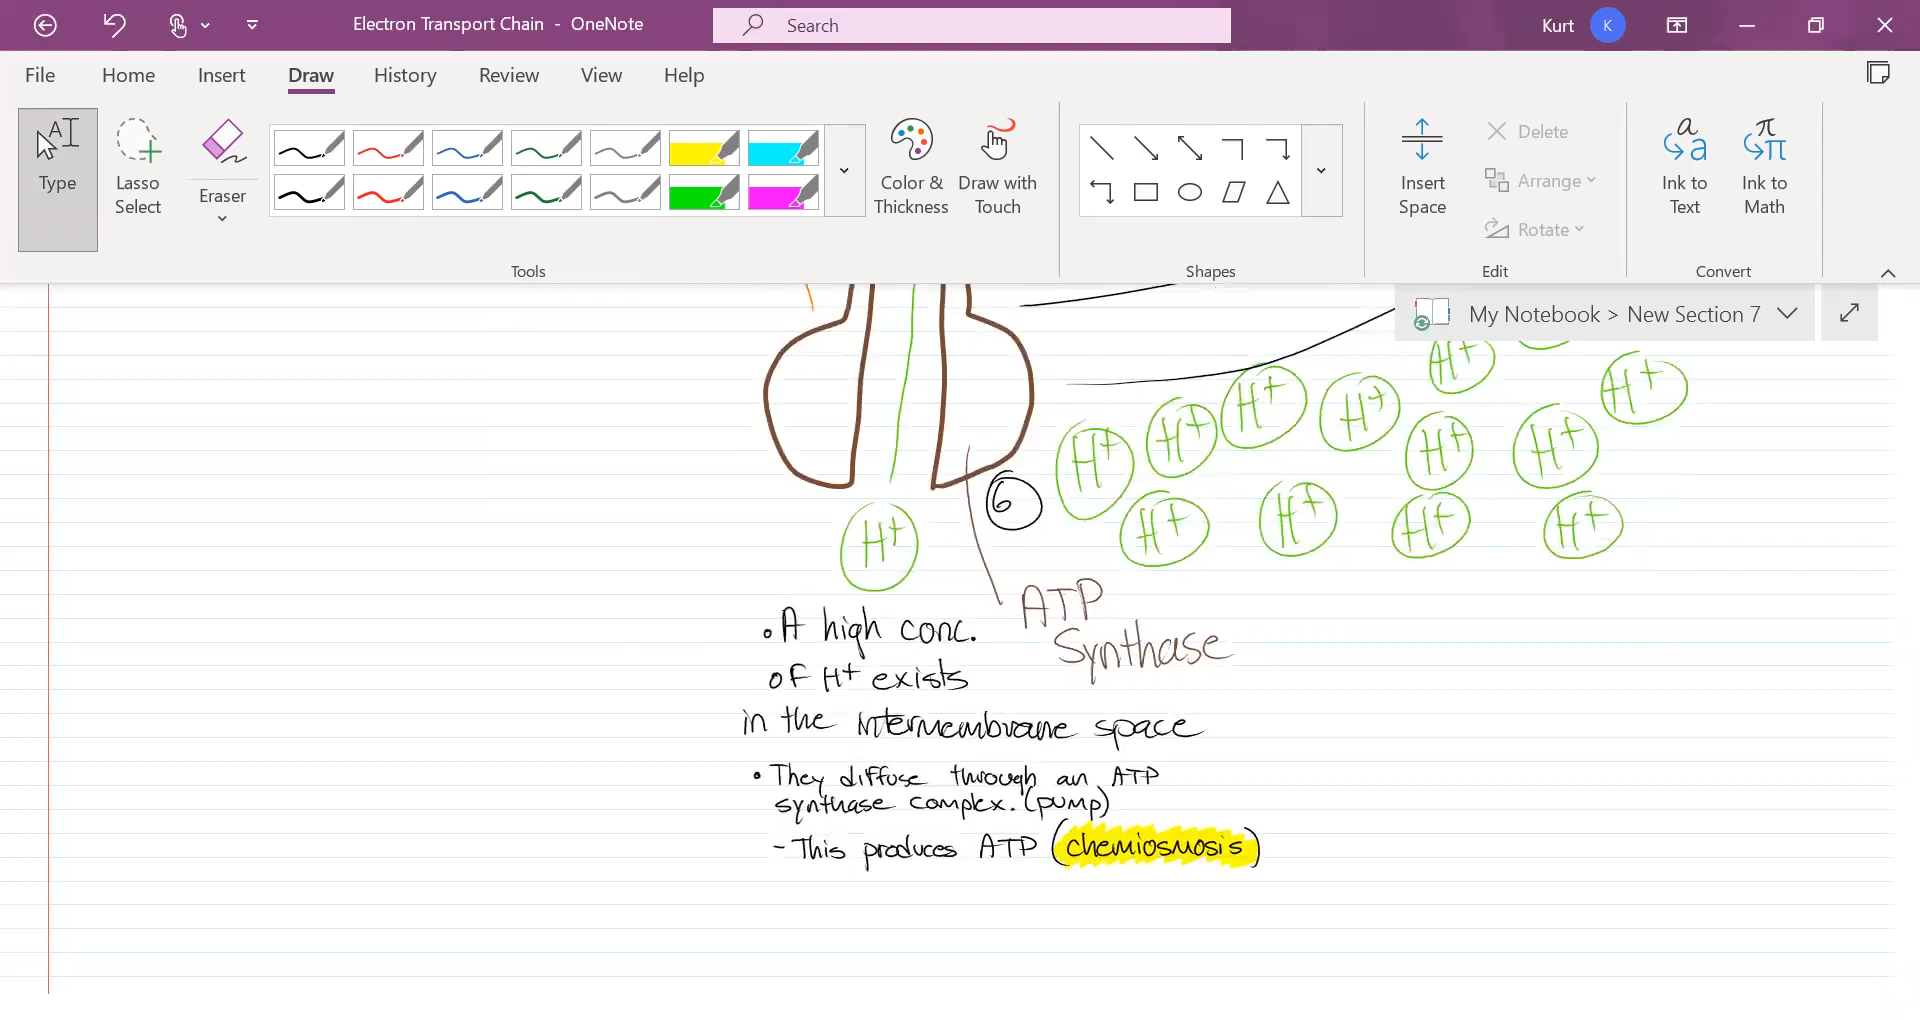 Electron Transport Chain - OneNote
Search
Kurt
K
File Home Insert Draw History Review View Help
Type
Lasso Select
Eraser
Color & Thickness
Draw with Touch
Insert Space
Delete
Arrange
Rotate
a
a
Ink to Text
π
π
Ink to Math
Tools
Shapes
Edit
Convert
My Notebook > New Section 7
H+
H+
H+
H+
H+
H+
H+
H+
H+
6
H+
H+
H+
H+
H+
ATP
Synthase
• A high conc.
of H+ exists
in the intermembrane space
• They diffuse through an ATP
synthase complex. (pump)
- This produces ATP (chemiosmosis)